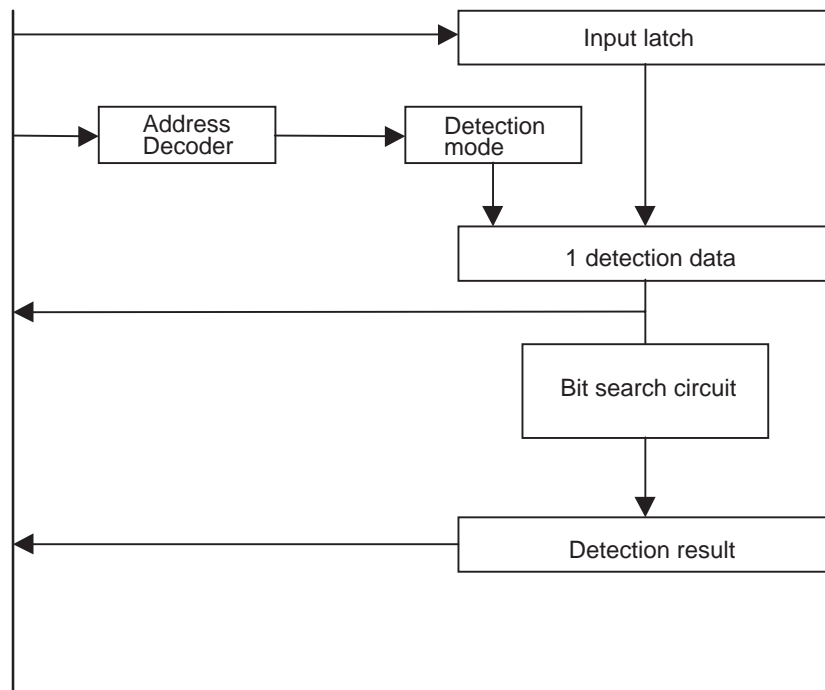 Input latch
Address
Decoder
Detection
mode
1 detection data
Bit search circuit
Detection result